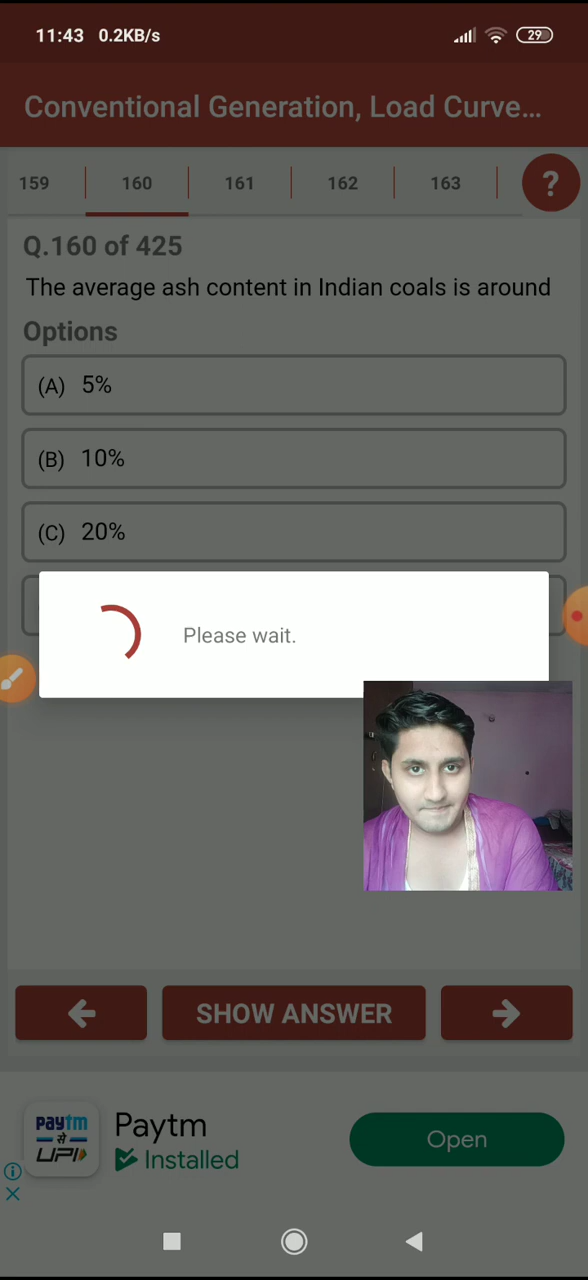 11:43 0.2KB/s 29
Conventional Generation, Load Curve...
159 160 161 162 163 ?
Q.160 of 425
The average ash content in Indian coals is around
Options
(A) 5%
(B) 10%
(C) 20%
Please wait.
SHOW ANSWER
paytm
से
UPI
Paytm
Installed
Open